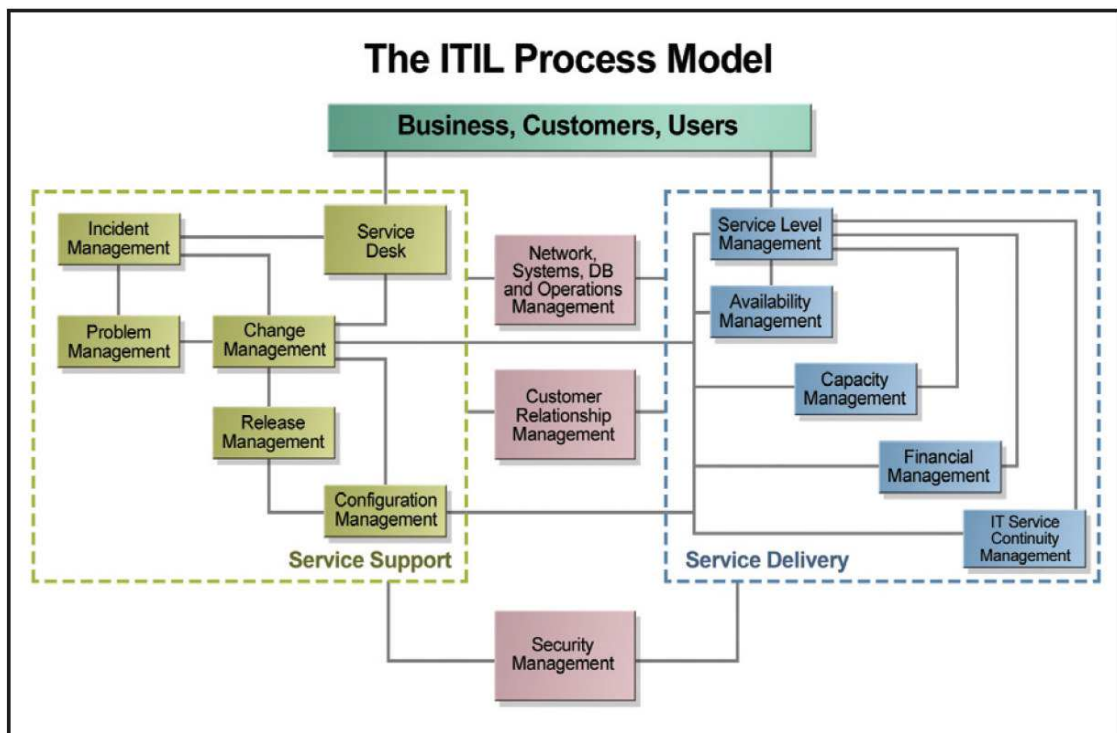 The ITIL Process Model
Business, Customers, Users
Incident
Management
Service
Desk
Problem
Management
Change
Management
Release
Management
Configuration
Management
Service Support
Network,
Systems, DB
and Operations
Management
Customer
Relationship
Management
Security
Management
Service Level
Management
Availability
Management
Capacity
Management
Financial
Management
IT Service
Continuity
Management
Service Delivery